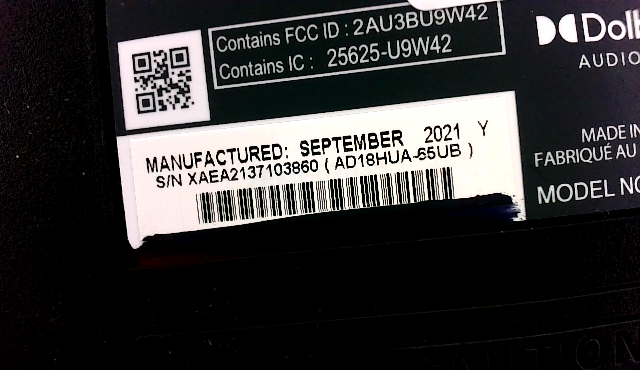 Contains FCC ID : 2AU3BU9W42
Contains IC : 25625-U9W42
Dolb
AUDIO
MANUFACTURED: SEPTEMBER 2021 Y
S/N XAEA2137103860 ( AD18HUA-65UB )
MADE IN
FABRIQUÉ AU
MODEL NO